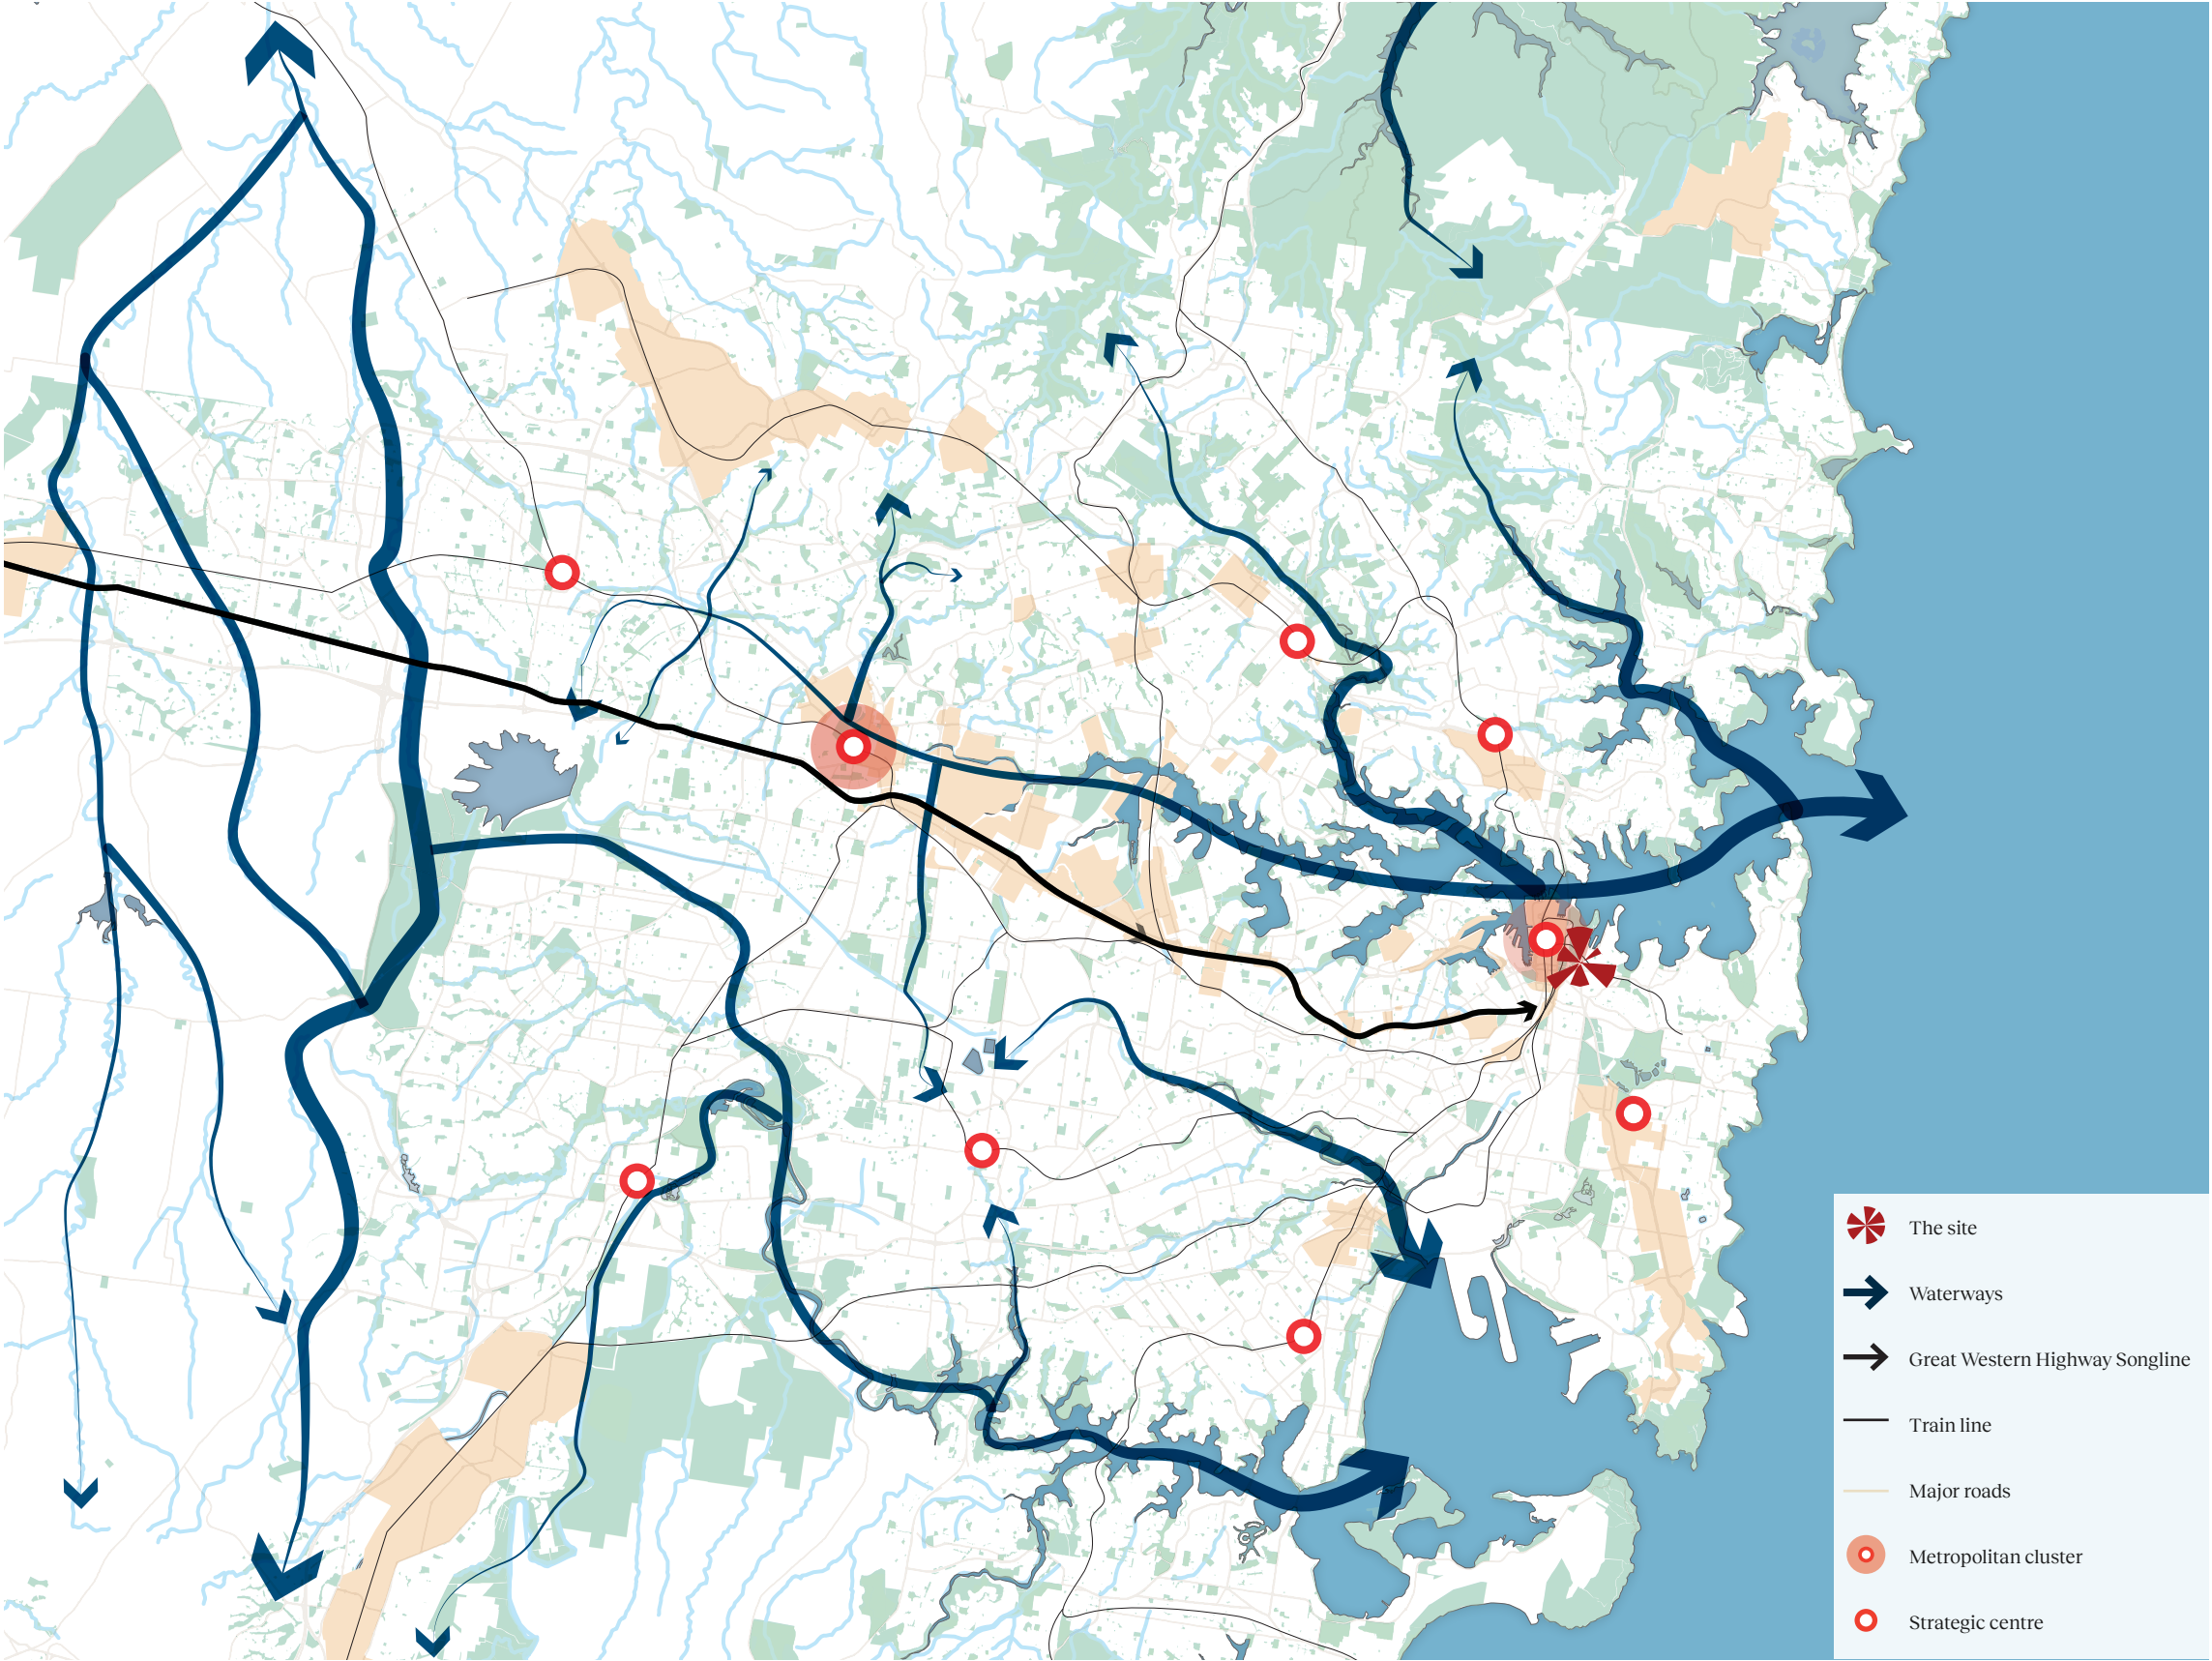 The site
Waterways
Great Western Highway Songline
Train line
Major roads
Metropolitan cluster
Strategic centre